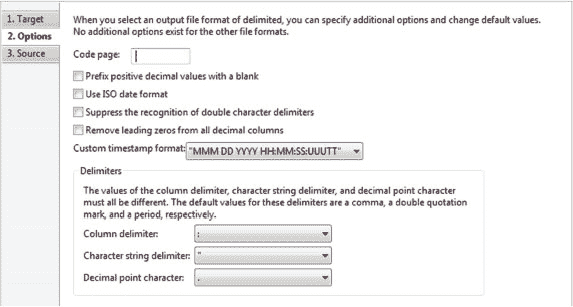 1. Target
2. Options
3. Source
When you select an output file format of delimited, you can specify additional options and change default values.
No additional options exist for the other file formats.
Code page:
Prefix positive decimal values with a blank
Use ISO date format
Suppress the recognition of double character delimiters
Remove leading zeros from all decimal columns
Custom timestamp format: "MMM DD YYYY HH:MM:SS:UUUTT"
Delimiters
The values of the column delimiter, character string delimiter, and decimal point character
must all be different. The default values for these delimiters are a comma, a double quotation
mark, and a period, respectively.
Column delimiter: ;
Character string delimiter: "
Decimal point character: .